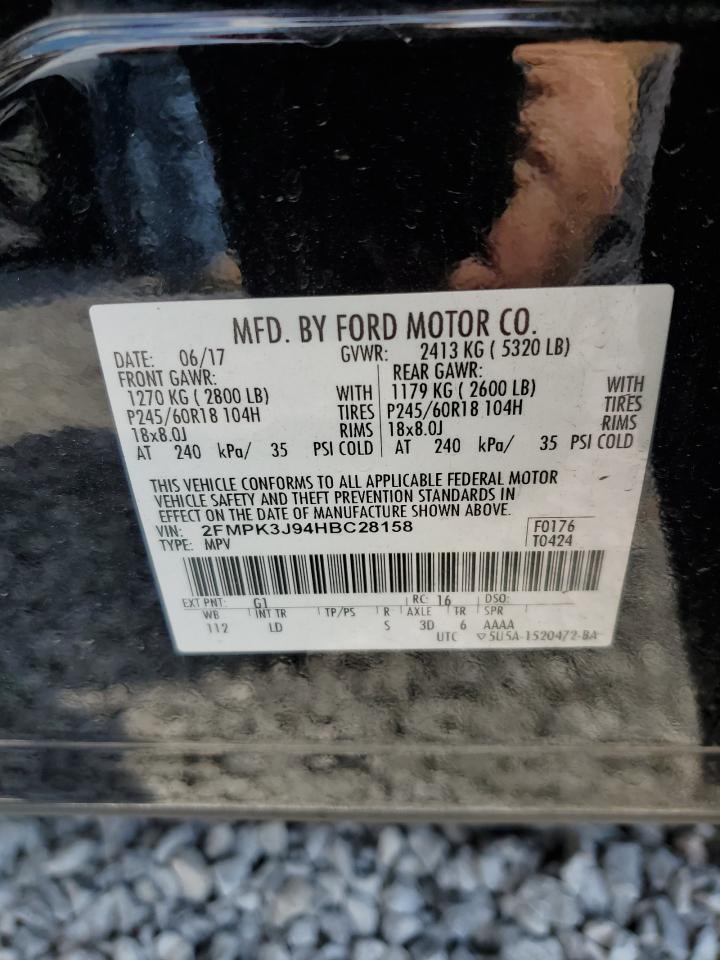 MFD. BY FORD MOTOR CO.
DATE: 06/17 GVWR: 2413 KG ( 5320 LB)
FRONT GAWR: REAR GAWR:
1270 KG ( 2800 LB) WITH 1179 KG ( 2600 LB) WITH
P245/60R18 104H TIRES P245/60R18 104H TIRES
18x8.0J RIMS 18x8.0J RIMS
AT 240 kPa/ 35 PSI COLD AT 240 kPa/ 35 PSI COLD
THIS VEHICLE CONFORMS TO ALL APPLICABLE FEDERAL MOTOR
VEHICLE SAFETY AND THEFT PREVENTION STANDARDS IN
EFFECT ON THE DATE OF MANUFACTURE SHOWN ABOVE.
VIN: 2FMPK3J94HBC28158 F0176
TYPE: MPV T0424
EXT PNT: G1 RC: 16 DSO:
WB INT TR TP/PS R AXLE TR SPR
112 LD S 3D 6 AAAA
UTC ▽5U5A-1520472-BA